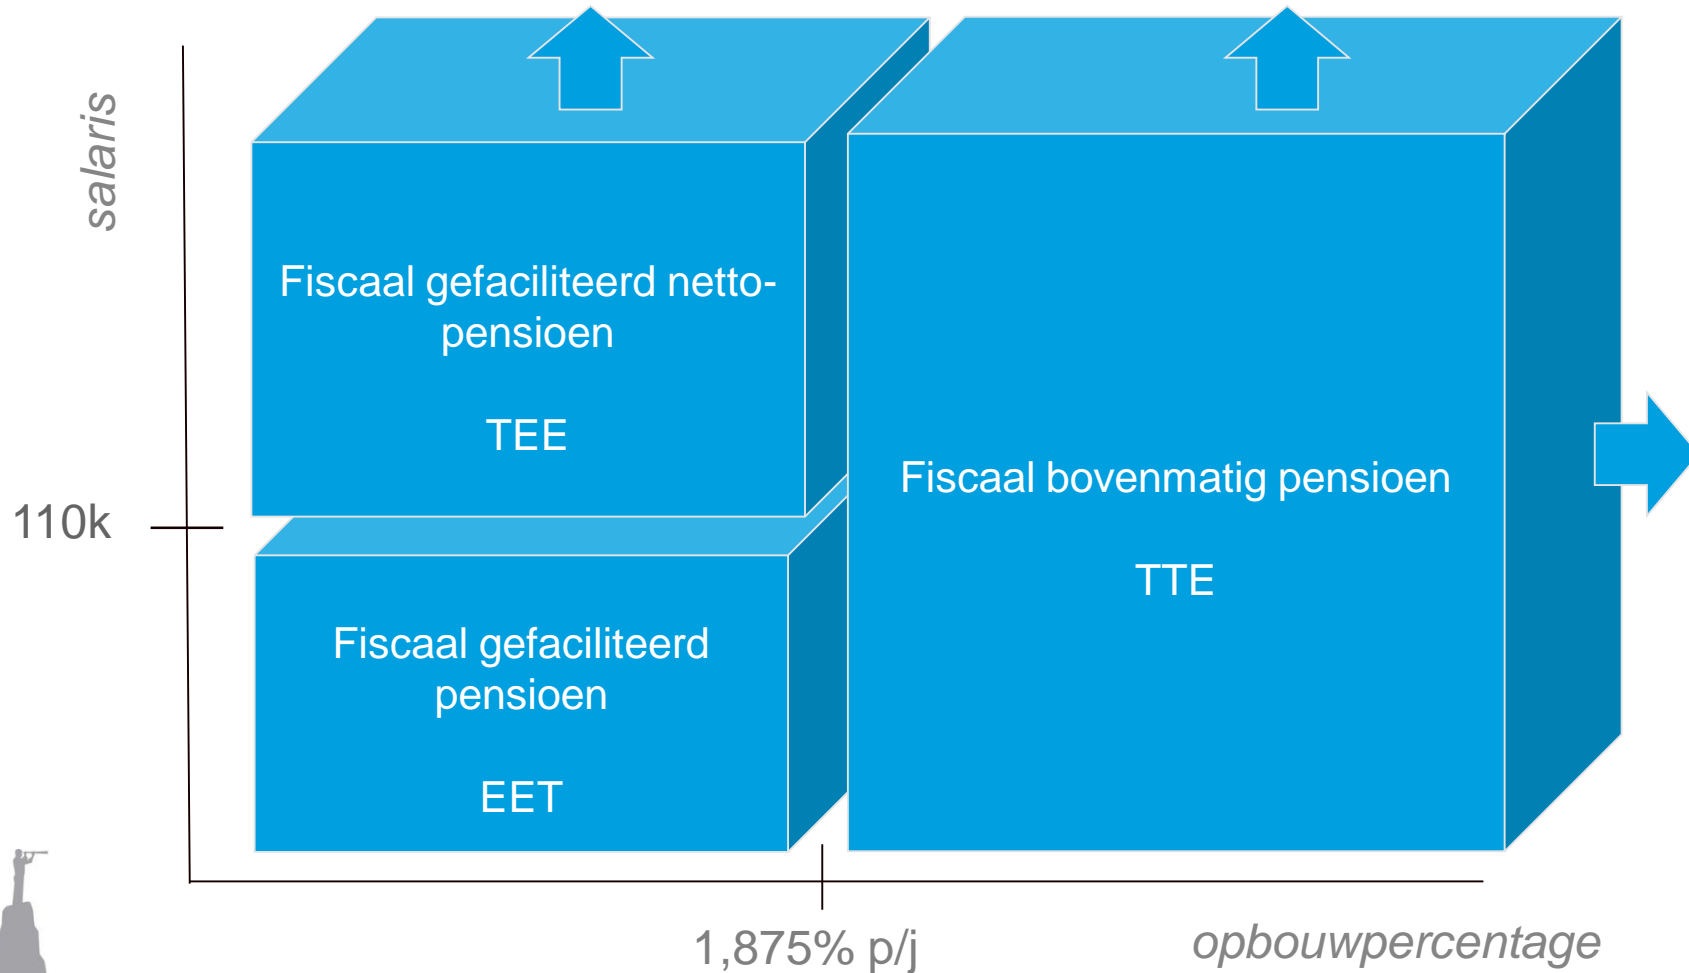 salaris
Fiscaal gefaciliteerd netto-
pensioen
TEE
110k
Fiscaal gefaciliteerd
pensioen
EET
Fiscaal bovenmatig pensioen
TTE
1,875% p/j
opbouwpercentage